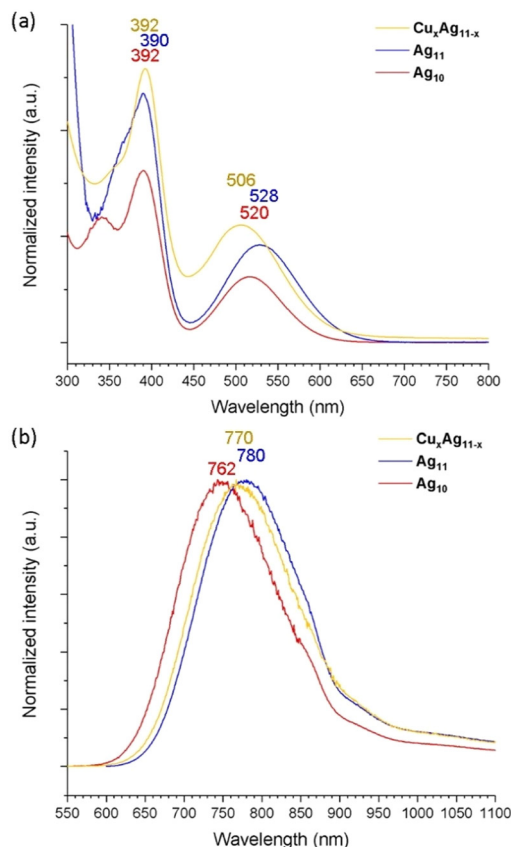 (a)
392
390
392
CuxAg11-x
Ag11
Ag10
506
528
520
Normalized intensity (a.u.)
300 350 400 450 500 550 600 650 700 750 800
Wavelength (nm)
(b)
770
780
762
CuxAg11-x
Ag11
Ag10
Normalized intensity (a.u.)
550 600 650 700 750 800 850 900 950 1000 1050 1100
Wavelength (nm)